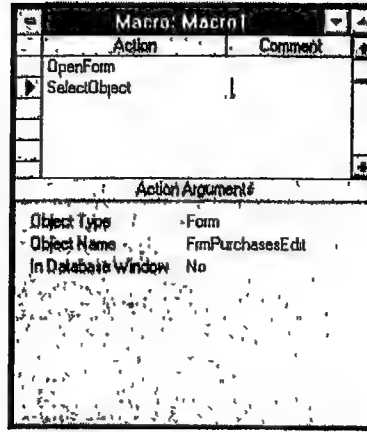 Macro: Macro1
Action Comment
OpenForm
SelectObject
Action Arguments
Object Type Form
Object Name FrmPurchasesEdit
In Database Window No